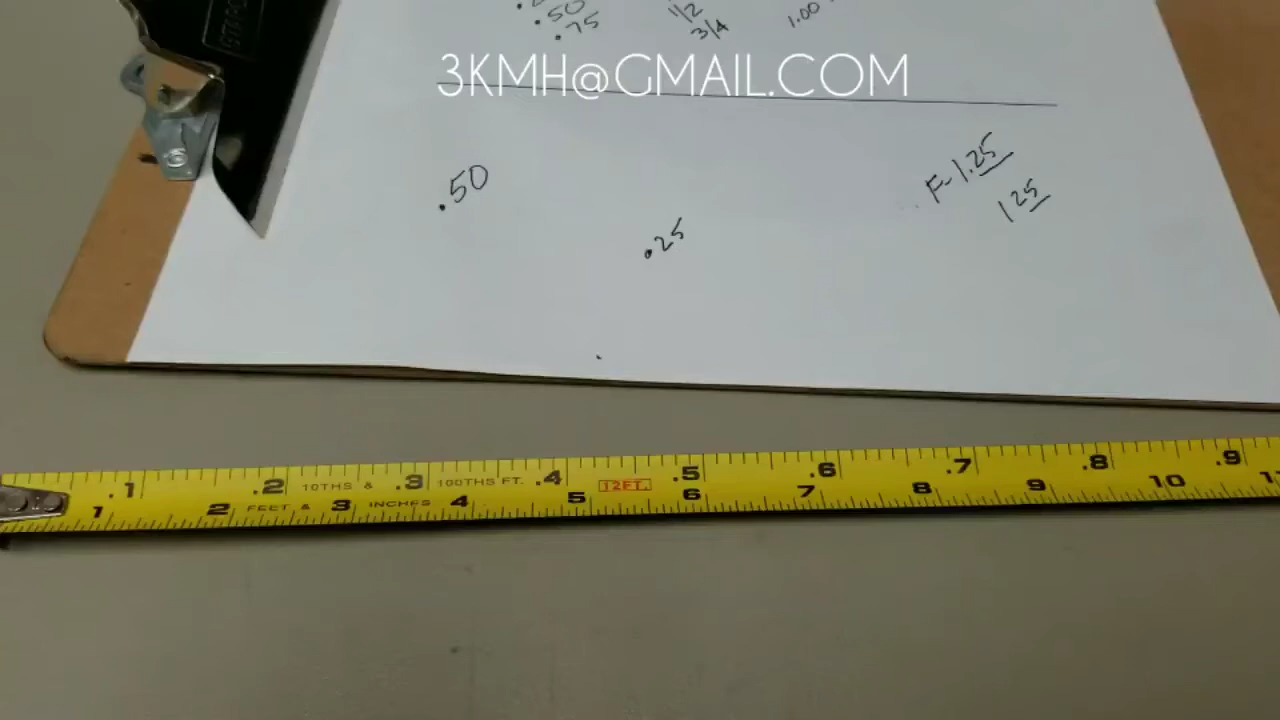 .50
.75
1/2
3/4
1.00
3KMH@GMAIL.COM
.50
.25
F-1.25
125
.1 .2 10THS & .3 100THS FT. .4 .5 .6 .7 .8 .9
1 2 FEET & 3 INCHES 4 5 12FT. 6 7 8 9 10